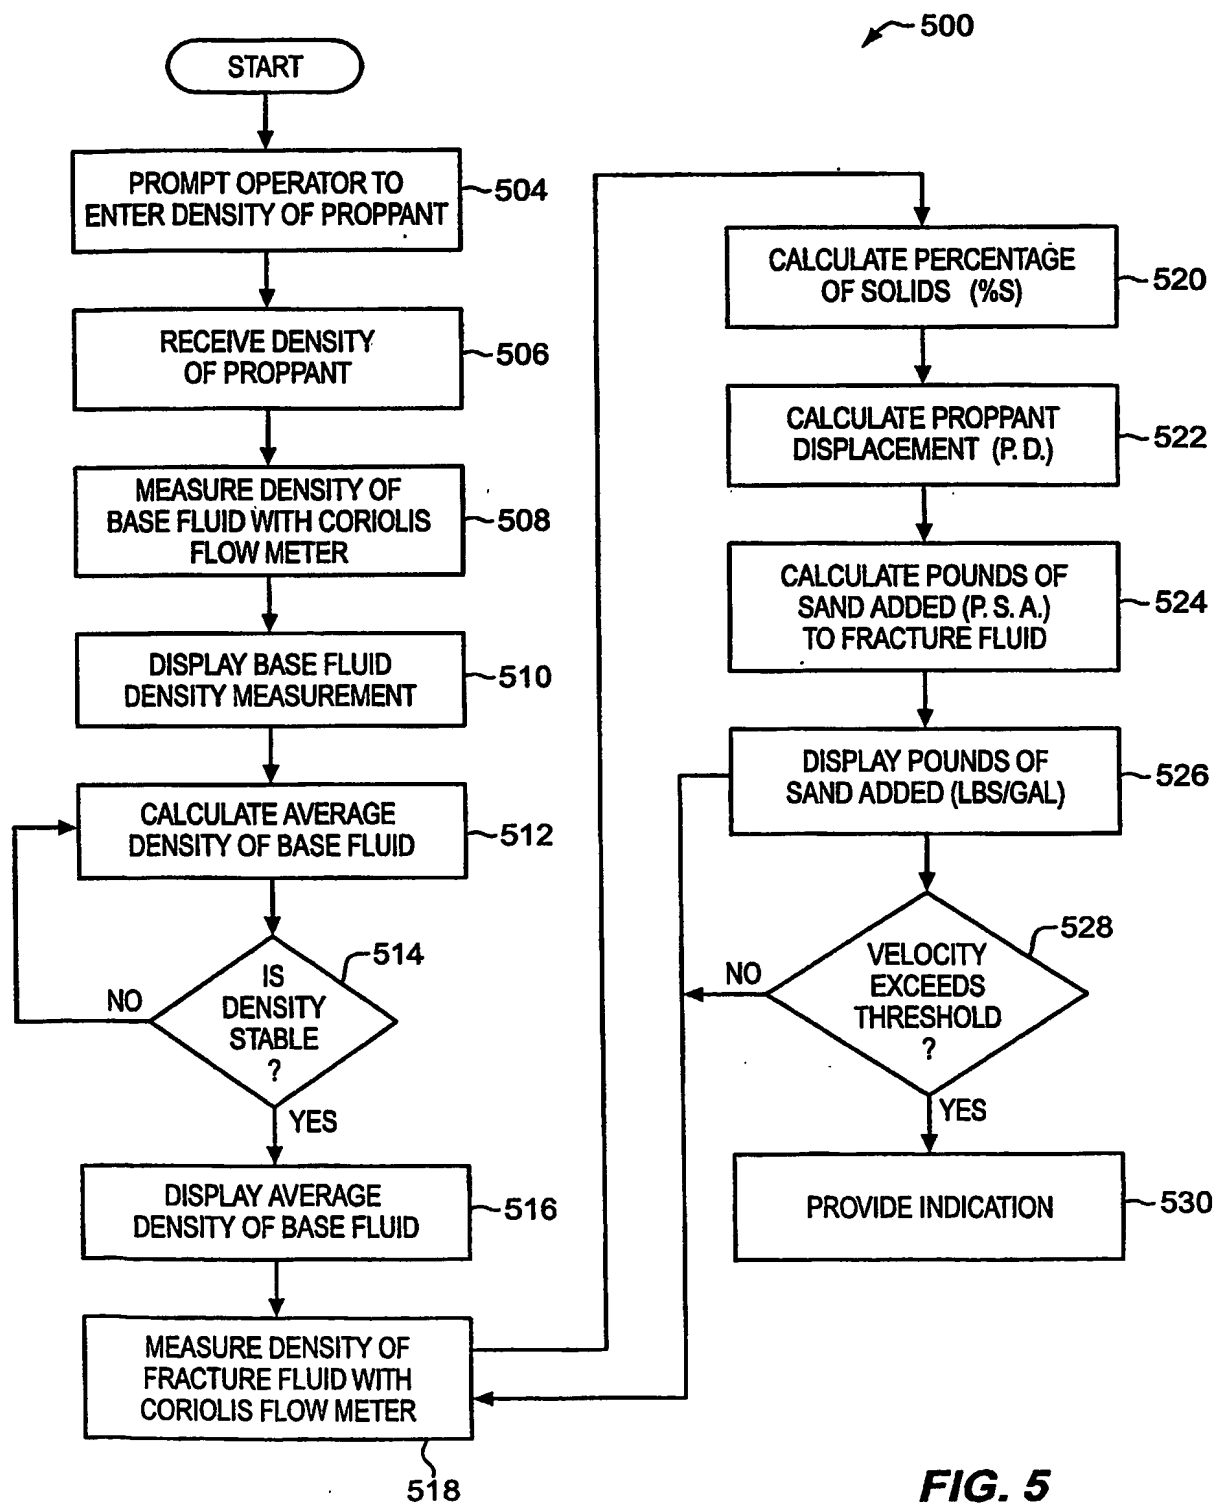 500
START
PROMPT OPERATOR TO
ENTER DENSITY OF PROPPANT
504
RECEIVE DENSITY
OF PROPPANT
506
MEASURE DENSITY OF
BASE FLUID WITH CORIOLIS
FLOW METER
508
DISPLAY BASE FLUID
DENSITY MEASUREMENT
510
CALCULATE AVERAGE
DENSITY OF BASE FLUID
512
IS
DENSITY
STABLE
?
514
NO
YES
DISPLAY AVERAGE
DENSITY OF BASE FLUID
516
MEASURE DENSITY OF
FRACTURE FLUID WITH
CORIOLIS FLOW METER
518
CALCULATE PERCENTAGE
OF SOLIDS (%S)
520
CALCULATE PROPPANT
DISPLACEMENT (P. D.)
522
CALCULATE POUNDS OF
SAND ADDED (P. S. A.)
TO FRACTURE FLUID
524
DISPLAY POUNDS OF
SAND ADDED (LBS/GAL)
526
VELOCITY
EXCEEDS
THRESHOLD
?
528
NO
YES
PROVIDE INDICATION
530
FIG. 5